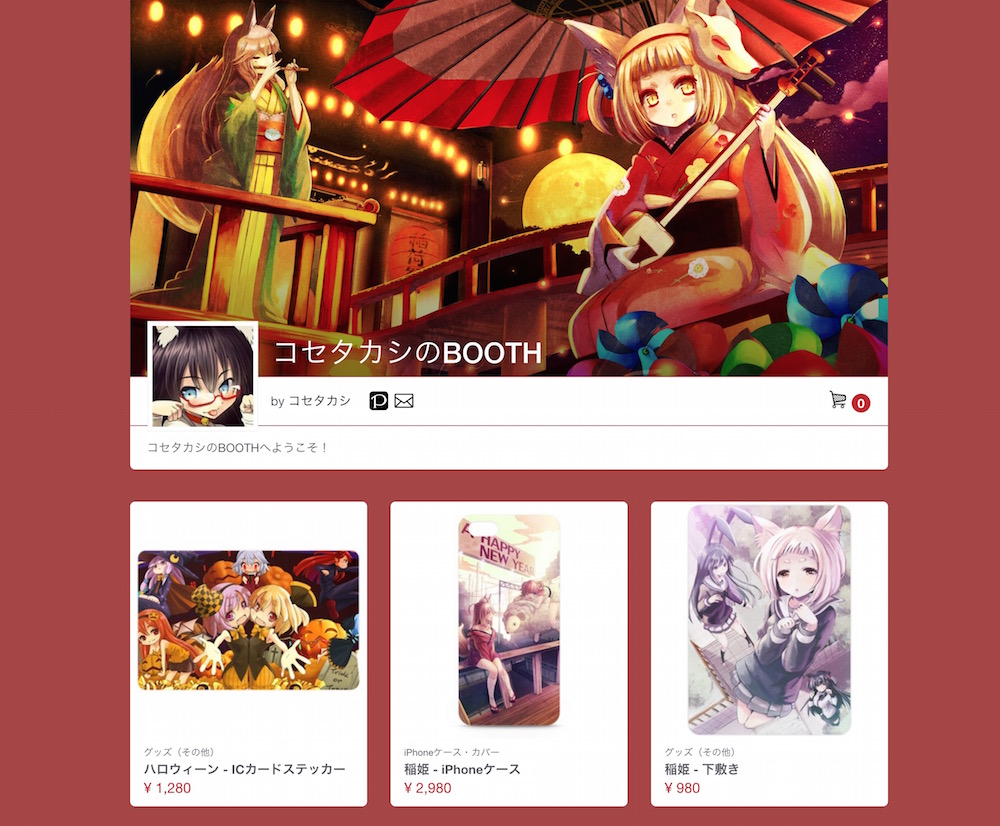 稲荷
コセタカシのBOOTH
by コセタカシ
0
コセタカシのBOOTHへようこそ！
A HAPPY
NEW YEAR
グッズ（その他）
ハロウィーン - ICカードステッカー
¥ 1,280
iPhoneケース・カバー
稲姫 - iPhoneケース
¥ 2,980
グッズ（その他）
稲姫 - 下敷き
¥ 980